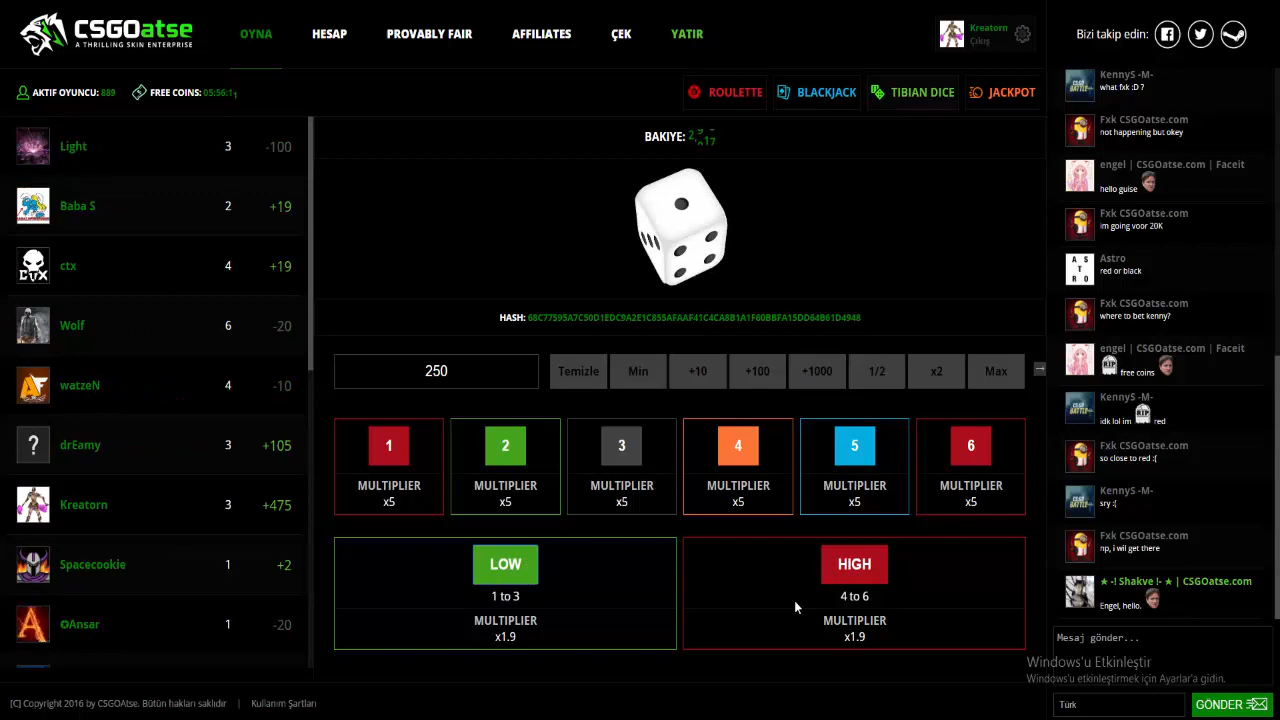 CSGOatse
A THRILLING SKIN ENTERPRISE
OYNA
HESAP
PROVABLY FAIR
AFFILIATES
ÇEK
YATIR
Kreatorn
Çıkış
Bizi takip edin:
AKTIF OYUNCU: 889
FREE COINS: 05:56:1
ROULETTE
BLACKJACK
TIBIAN DICE
JACKPOT
Light 3 -100
Baba S 2 +19
ctx 4 +19
Wolf 6 -20
watzeN 4 -10
drEamy 3 +105
Kreatorn 3 +475
Spacecookie 1 +2
✪Ansar 1 -20
BAKIYE:
HASH: 68C77595A7C50D1EDC9A2E1C855AFAAF41C4CA8B1A1F60BBFA15DD64B61D4948
250
Temizle
Min
+10
+100
+1000
1/2
x2
Max
1
2
3
4
5
6
MULTIPLIER MULTIPLIER MULTIPLIER MULTIPLIER MULTIPLIER MULTIPLIER
x5 x5 x5 x5 x5 x5
LOW
1 to 3
MULTIPLIER
x1.9
HIGH
4 to 6
MULTIPLIER
x1.9
KennyS -M-
what fxk :D ?
Fxk CSGOatse.com
not happening but okey
engel | CSGOatse.com | Faceit
hello guise
Fxk CSGOatse.com
im going voor 20K
Astro
red or black
Fxk CSGOatse.com
where to bet kenny?
engel | CSGOatse.com | Faceit
free coins
KennyS -M-
idk lol im red
Fxk CSGOatse.com
so close to red :[
KennyS -M-
sry :[
Fxk CSGOatse.com
np, i wil get there
★ -! Shakve !- ★ | CSGOatse.com
Engel, hello.
Mesaj gönder...
Windows'u Etkinleştir
Windows'u etkinleştirmek için Ayarlar'a gidin.
Türk
GÖNDER
[C] Copyright 2016 by CSGOAtse. Bütün hakları saklıdır | Kullanım Şartları